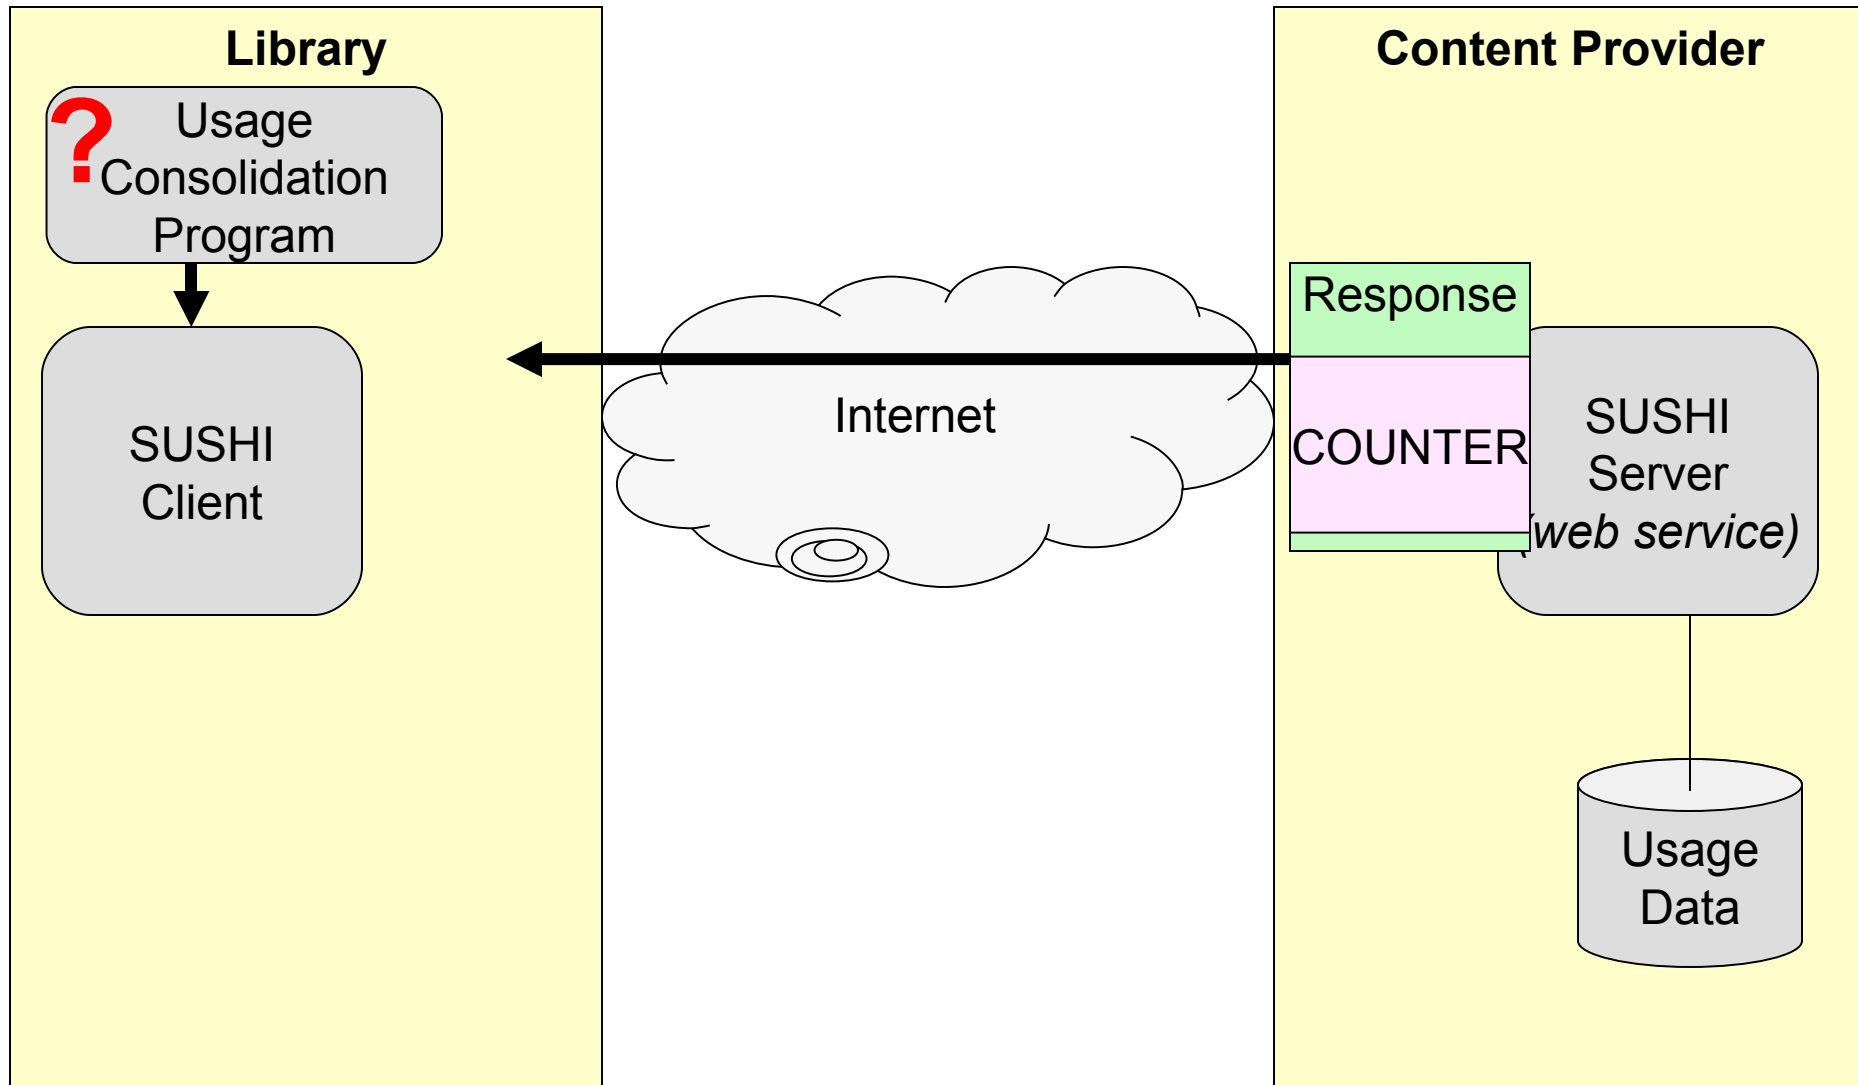 Library
?
Usage
Consolidation
Program
SUSHI
Client
Internet
Content Provider
Response
COUNTER
SUSHI
Server
(web service)
Usage
Data